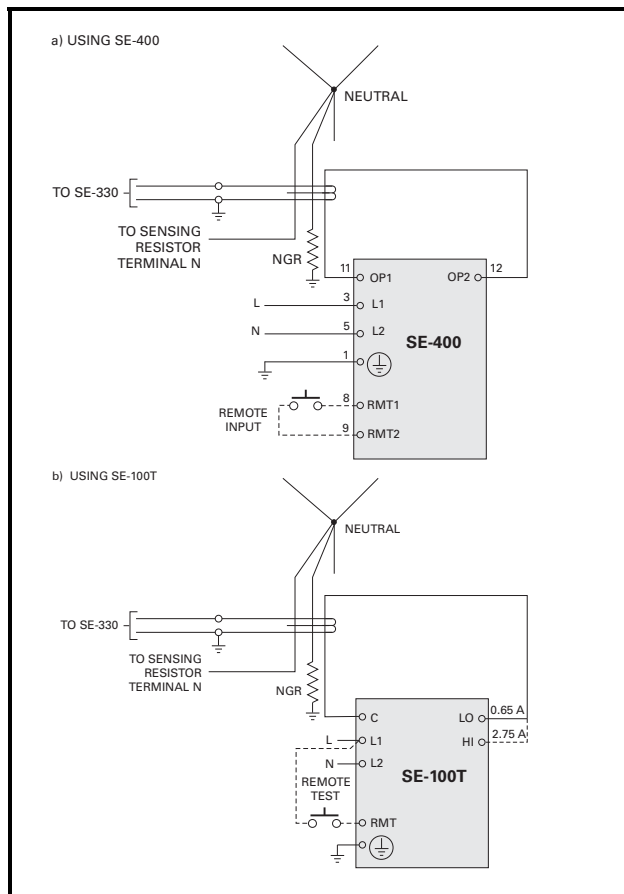 a) USING SE-400
NEUTRAL
TO SE-330
TO SENSING
RESISTOR
TERMINAL N
NGR
11
OP1
OP2
12
L
3
L1
N
5
L2
SE-400
1
8
RMT1
REMOTE
INPUT
9
RMT2
b) USING SE-100T
NEUTRAL
TO SE-330
TO SENSING
RESISTOR
TERMINAL N
NGR
C
LO
0.65 A
L
L1
HI
2.75 A
N
L2
SE-100T
REMOTE
TEST
RMT